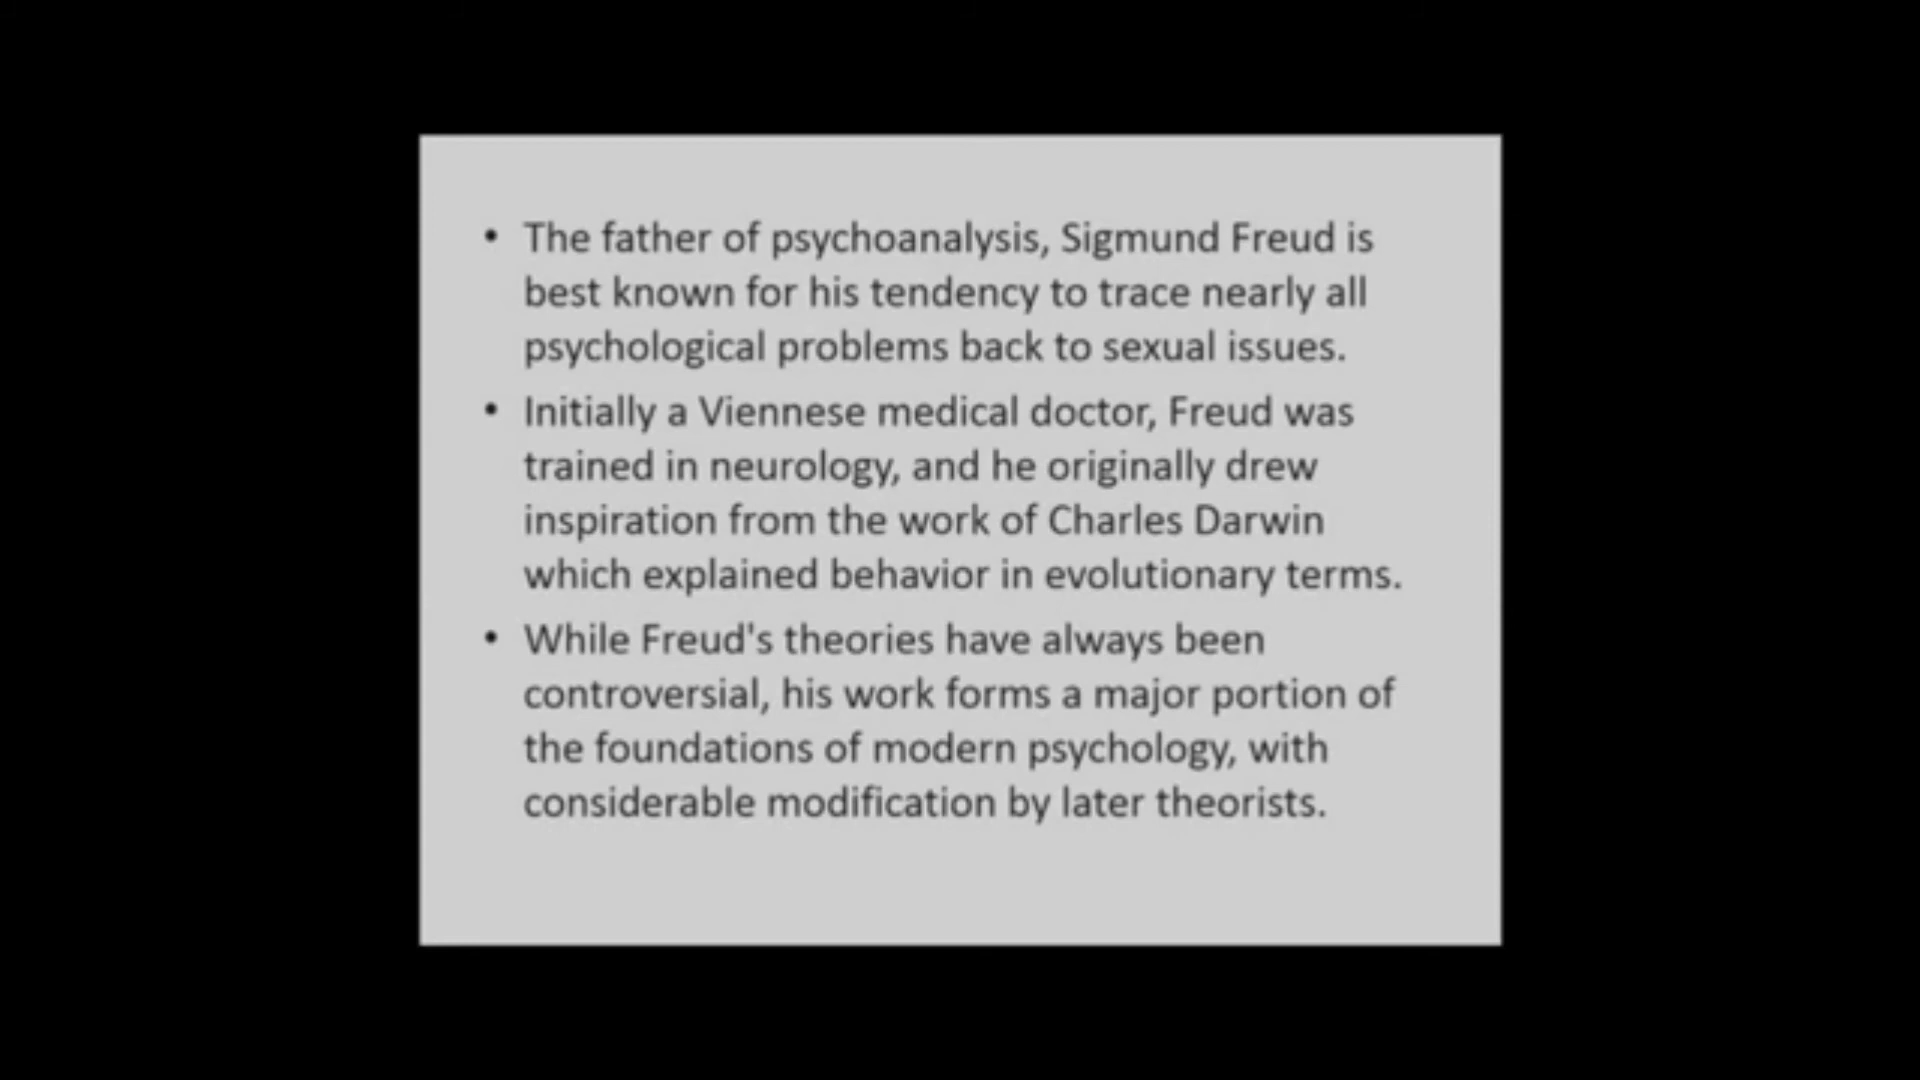 • The father of psychoanalysis, Sigmund Freud is
best known for his tendency to trace nearly all
psychological problems back to sexual issues.
• Initially a Viennese medical doctor, Freud was
trained in neurology, and he originally drew
inspiration from the work of Charles Darwin
which explained behavior in evolutionary terms.
• While Freud's theories have always been
controversial, his work forms a major portion of
the foundations of modern psychology, with
considerable modification by later theorists.